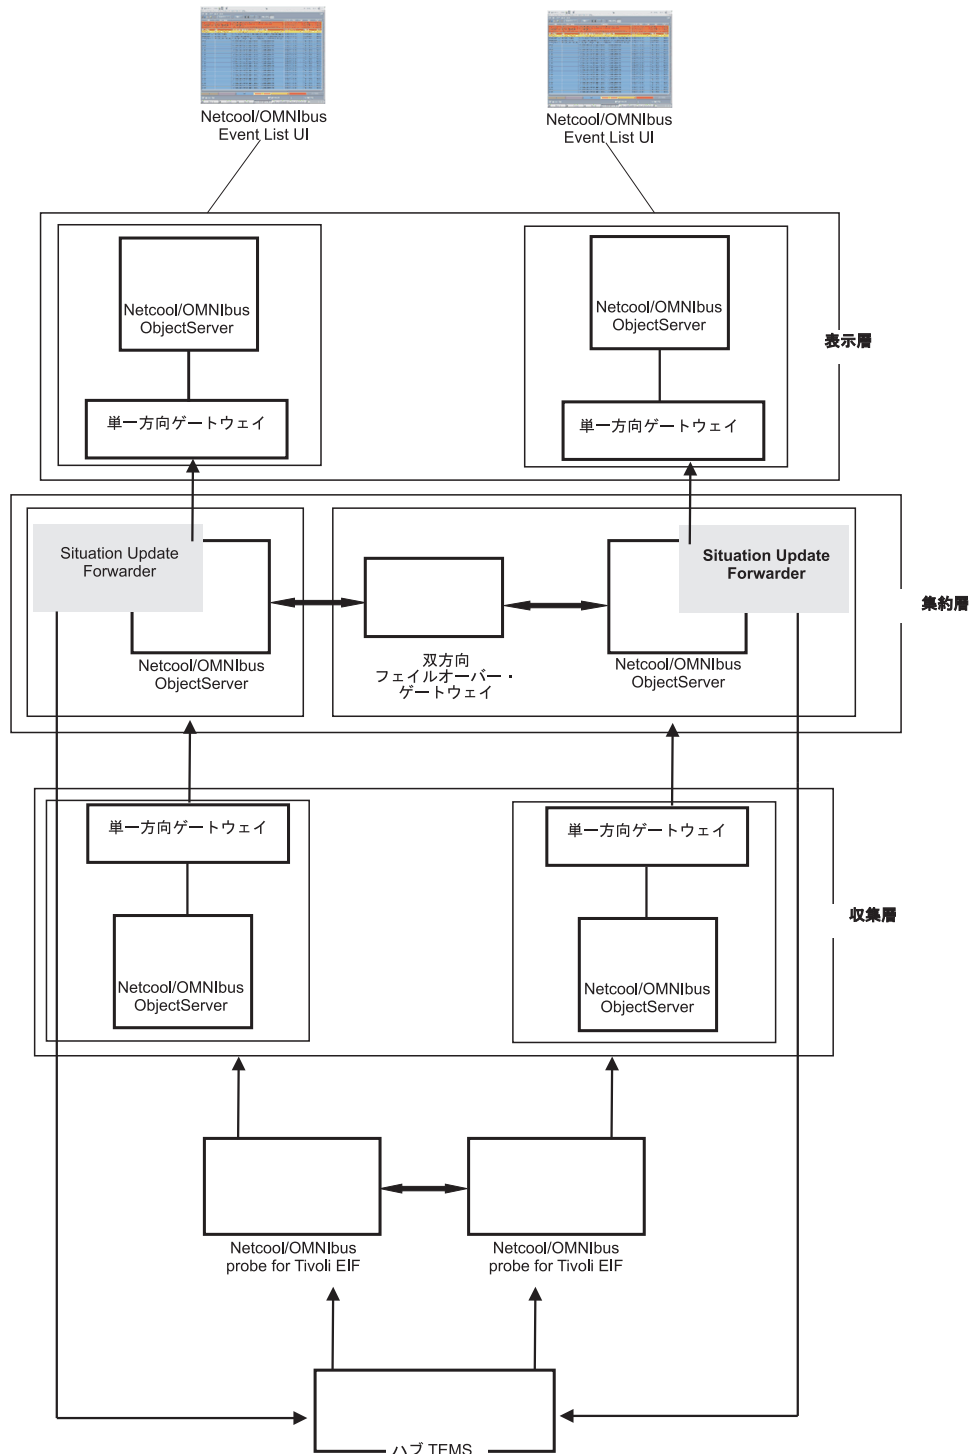 Netcool/OMNIbus
Event List UI
Netcool/OMNIbus
Event List UI
Netcool/OMNIbus
ObjectServer
Netcool/OMNIbus
ObjectServer
表示層
単一方向ゲートウェイ
単一方向ゲートウェイ
Situation Update
Forwarder
Situation Update
Forwarder
集約層
Netcool/OMNIbus
ObjectServer
双方向
フェイルオーバー・
ゲートウェイ
Netcool/OMNIbus
ObjectServer
単一方向ゲートウェイ
単一方向ゲートウェイ
収集層
Netcool/OMNIbus
ObjectServer
Netcool/OMNIbus
ObjectServer
Netcool/OMNIbus
probe for Tivoli EIF
Netcool/OMNIbus
probe for Tivoli EIF
ハブ TEMS